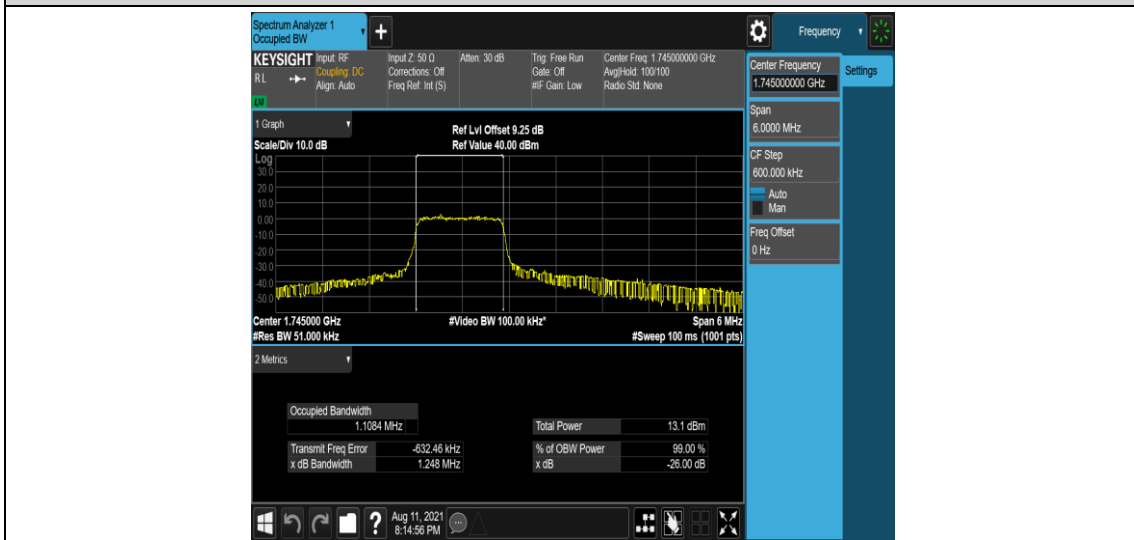 Spectrum Analyzer 1
Occupied BW
+
Frequency
KEYSIGHT
RL
LXI
Input: RF
Coupling: DC
Align: Auto
Input Z: 50 Ω
Corrections: Off
Freq Ref: Int (S)
Atten: 30 dB
Trig: Free Run
Gate: Off
#IF Gain: Low
Center Freq: 1.745000000 GHz
Avg|Hold: 100/100
Radio Std: None
Center Frequency
1.745000000 GHz
Settings
Span
6.0000 MHz
CF Step
600.000 kHz
Auto
Man
Freq Offset
0 Hz
1 Graph
Scale/Div 10.0 dB
Ref Lvl Offset 9.25 dB
Ref Value 40.00 dBm
Log
30.0
20.0
10.0
0.00
-10.0
-20.0
-30.0
-40.0
-50.0
Center 1.745000 GHz
#Video BW 100.00 kHz*
Span 6 MHz
#Res BW 51.000 kHz
#Sweep 100 ms (1001 pts)
2 Metrics
Occupied Bandwidth
1.1084 MHz
Total Power 13.1 dBm
Transmit Freq Error -632.46 kHz
% of OBW Power 99.00 %
x dB Bandwidth 1.248 MHz
x dB -26.00 dB
?
Aug 11, 2021
8:14:56 PM